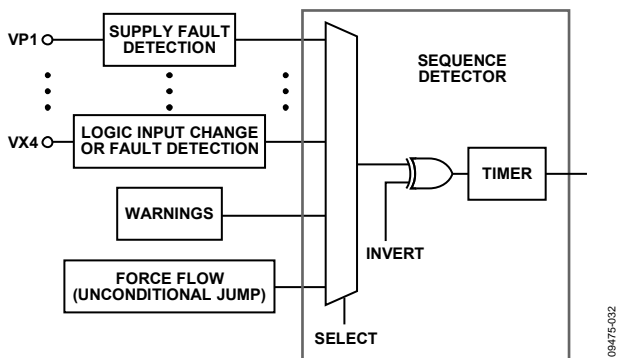 VP1
SUPPLY FAULT
DETECTION
SEQUENCE
DETECTOR
VX4
LOGIC INPUT CHANGE
OR FAULT DETECTION
TIMER
WARNINGS
INVERT
FORCE FLOW
(UNCONDITIONAL JUMP)
SELECT
09475-032